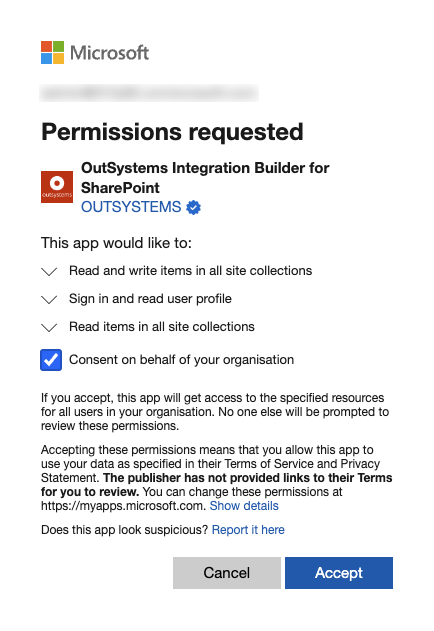 Microsoft
Permissions requested
OutSystems Integration Builder for
SharePoint
outsystems
OUTSYSTEMS
This app would like to:
Read and write items in all site collections
Sign in and read user profile
Read items in all site collections
Consent on behalf of your organisation
If you accept, this app will get access to the specified resources
for all users in your organisation. No one else will be prompted to
review these permissions.
Accepting these permissions means that you allow this app to
use your data as specified in their Terms of Service and Privacy
Statement. The publisher has not provided links to their Terms
for you to review. You can change these permissions at
https://myapps.microsoft.com. Show details
Does this app look suspicious? Report it here
Cancel Accept